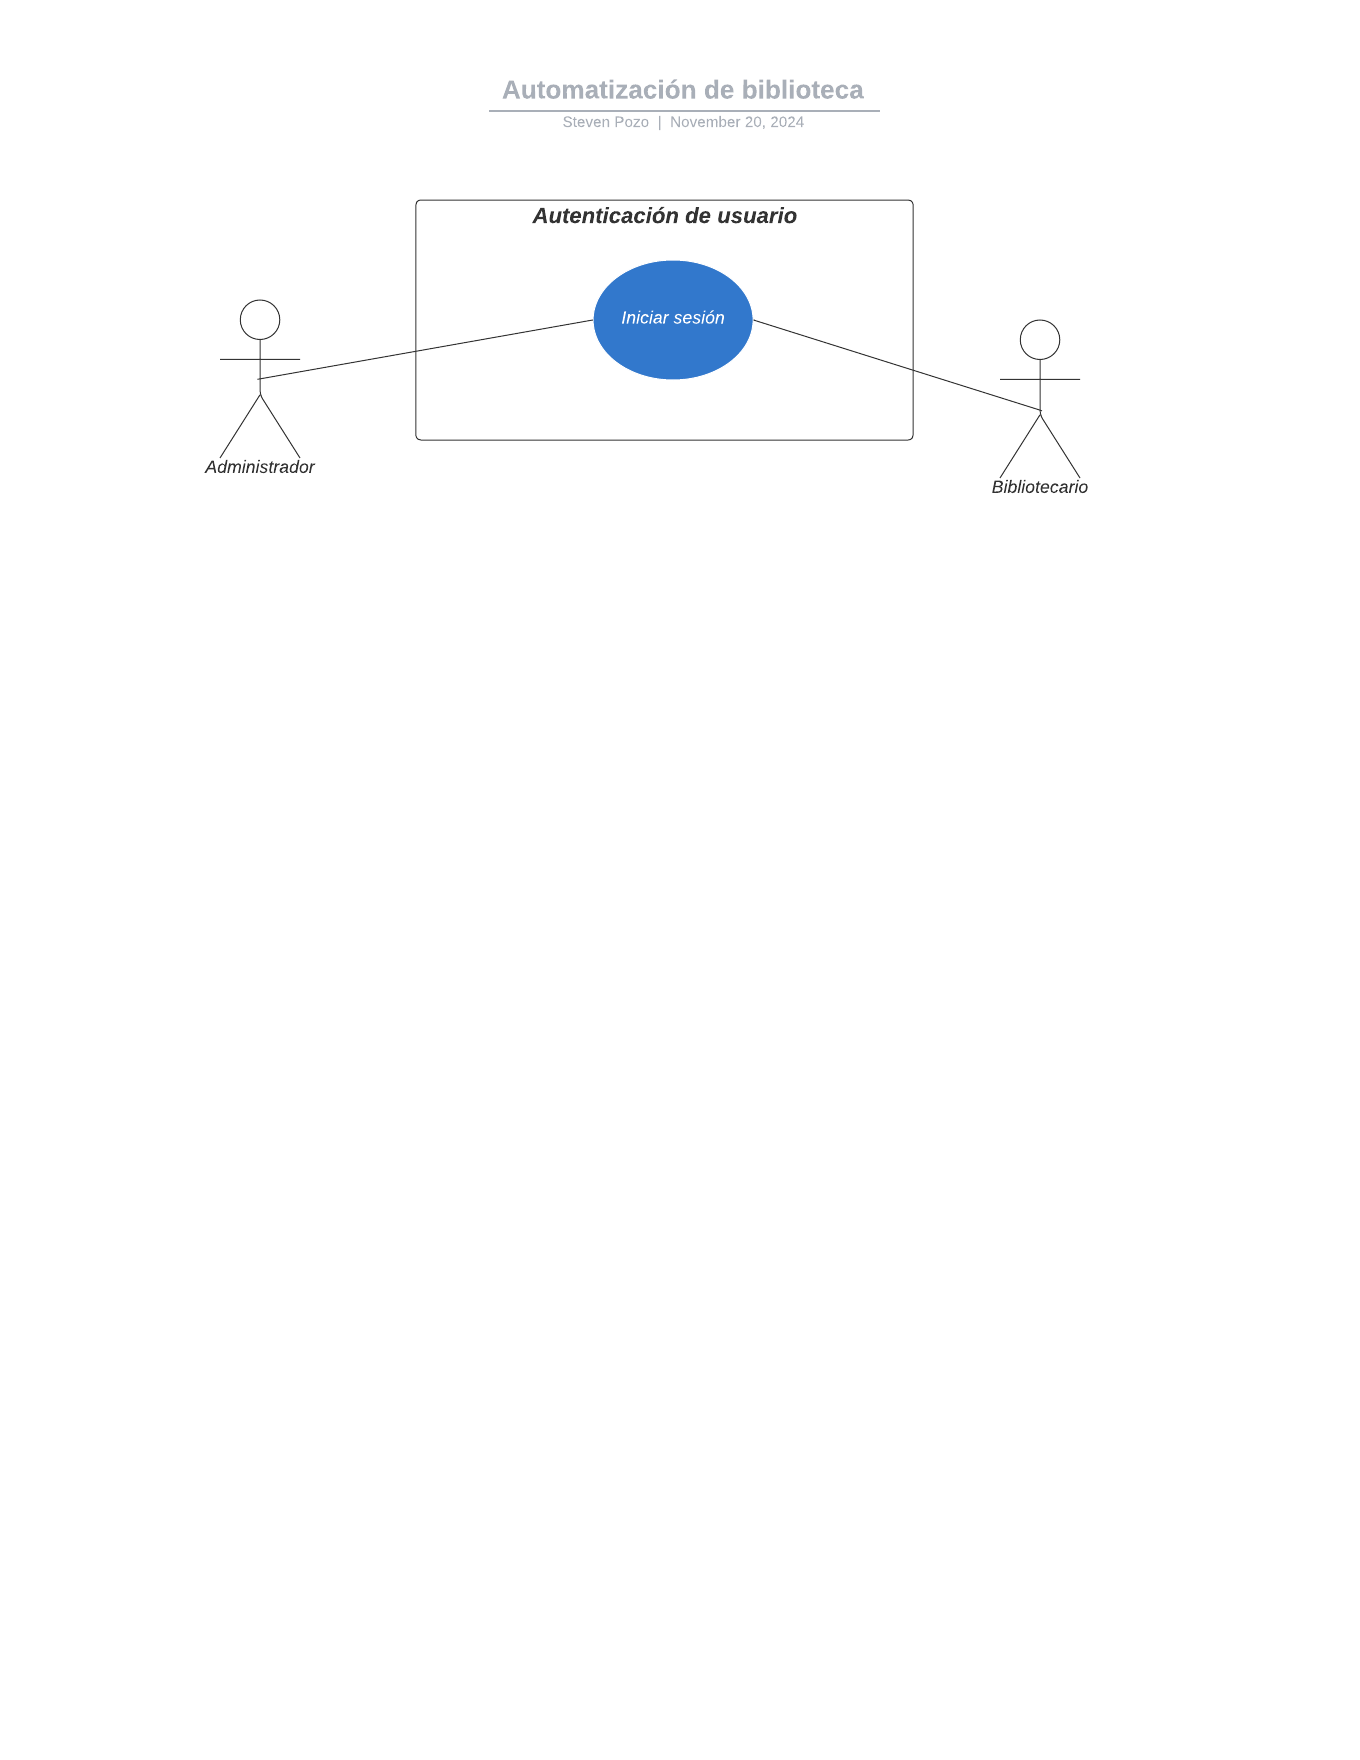 Automatización de biblioteca
Steven Pozo | November 20, 2024
Autenticación de usuario
Iniciar sesión
Administrador
Bibliotecario